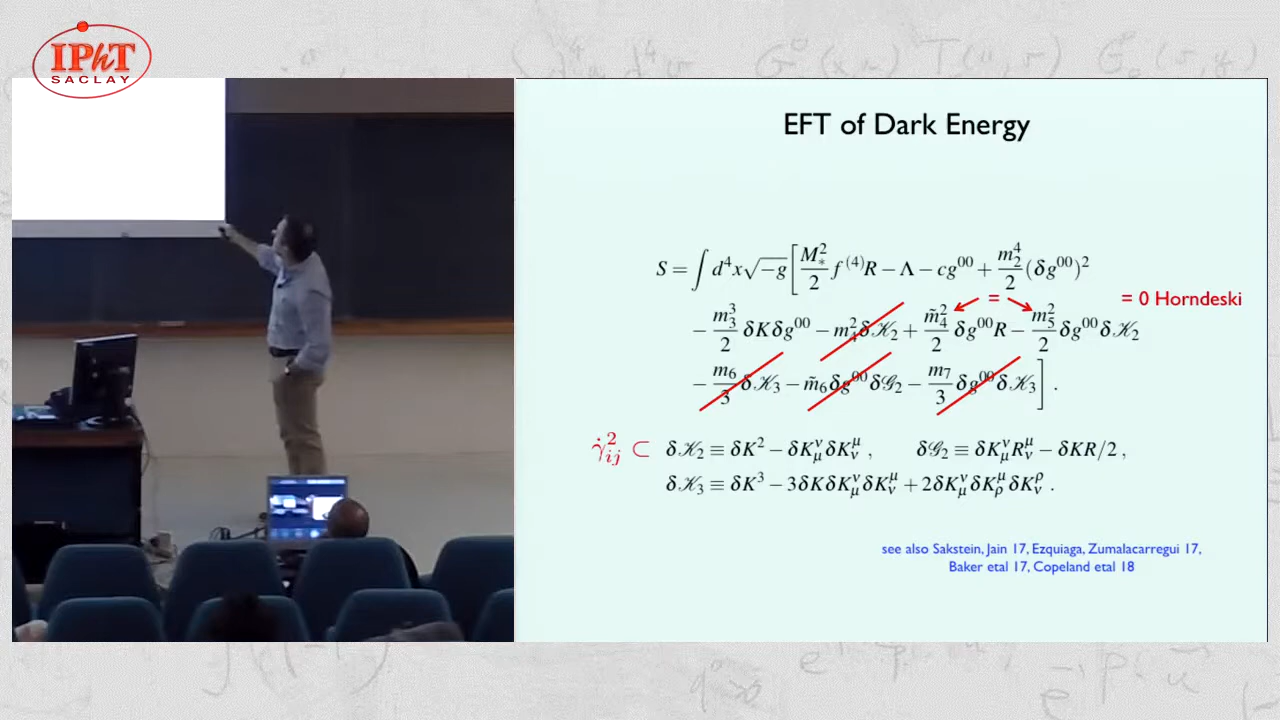 IPhT
SACLAY
EFT of Dark Energy
S = ∫ d⁴x√−g [ M²_*/2 f ⁽⁴⁾R − Λ − cg⁰⁰ + m₂⁴/2 (δg⁰⁰)²
= = 0 Horndeski
− m₃³/2 δKδg⁰⁰ − m₄²δ𝒦₂ + m̃₄²/2 δg⁰⁰R − m₅²/2 δg⁰⁰δ𝒦₂
− m₆/3 δ𝒦₃ − m̃₆δg⁰⁰δ𝒢₂ − m₇/3 δg⁰⁰δ𝒦₃ ] .
γ̇²ᵢⱼ ⊂ δ𝒦₂ ≡ δK² − δK^ν_μ δK^μ_ν , δ𝒢₂ ≡ δK^ν_μ R^μ_ν − δKR/2 ,
δ𝒦₃ ≡ δK³ − 3δKδK^ν_μ δK^μ_ν + 2δK^ν_μ δK^μ_ρ δK^ρ_ν .
see also Sakstein, Jain 17, Ezquiaga, Zumalacarregui 17,
Baker etal 17, Copeland etal 18